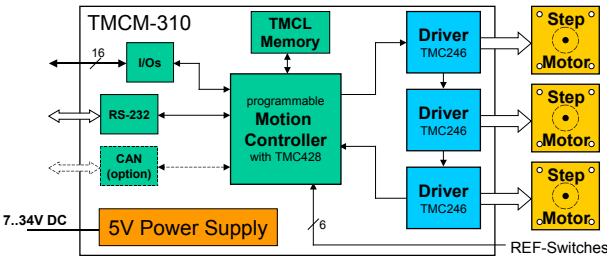 TMCM-310
TMCL
Memory
Driver
TMC246
Step
Motor
16
I/Os
programmable
Motion
Controller
with TMC428
RS-232
Driver
TMC246
Step
Motor
CAN
(option)
Driver
TMC246
Step
Motor
7..34V DC
5V Power Supply
6
REF-Switches